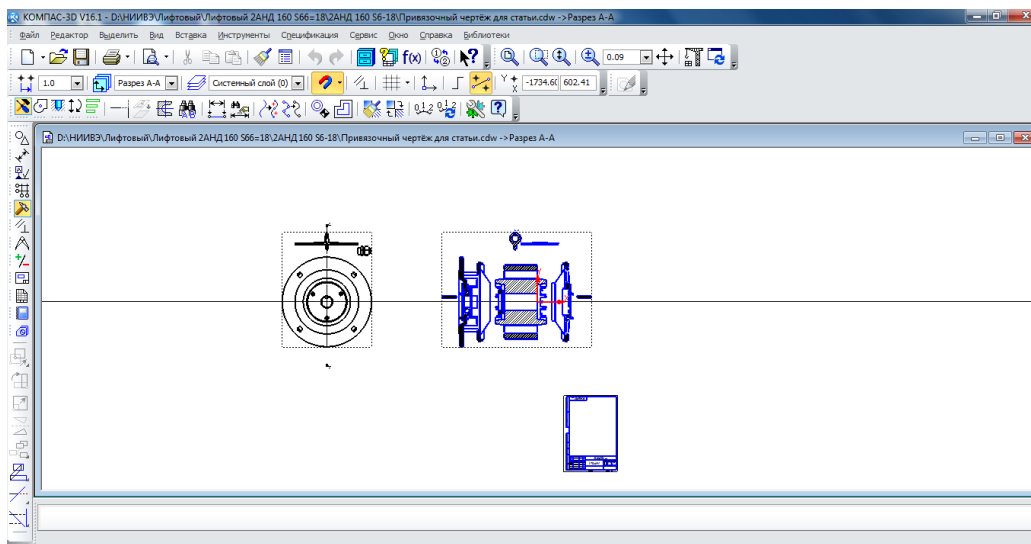 КОМПАС-3D V16.1 - D:\НИИВЭ\Лифтовый\Лифтовый 2АНД 160 S66=18\2АНД 160 S6-18\Привязочный чертёж для статьи.cdw ->Разрез A-A
Файл Редактор Выделить Вид Вставка Инструменты Спецификация Сервис Окно Справка Библиотеки
f(x) 0.09
1.0 Разрез A-A Системный слой (0) Y X -1734.60 602.41
D:\НИИВЭ\Лифтовый\Лифтовый 2АНД 160 S66=18\2АНД 160 S6-18\Привязочный чертёж для статьи.cdw ->Разрез A-A